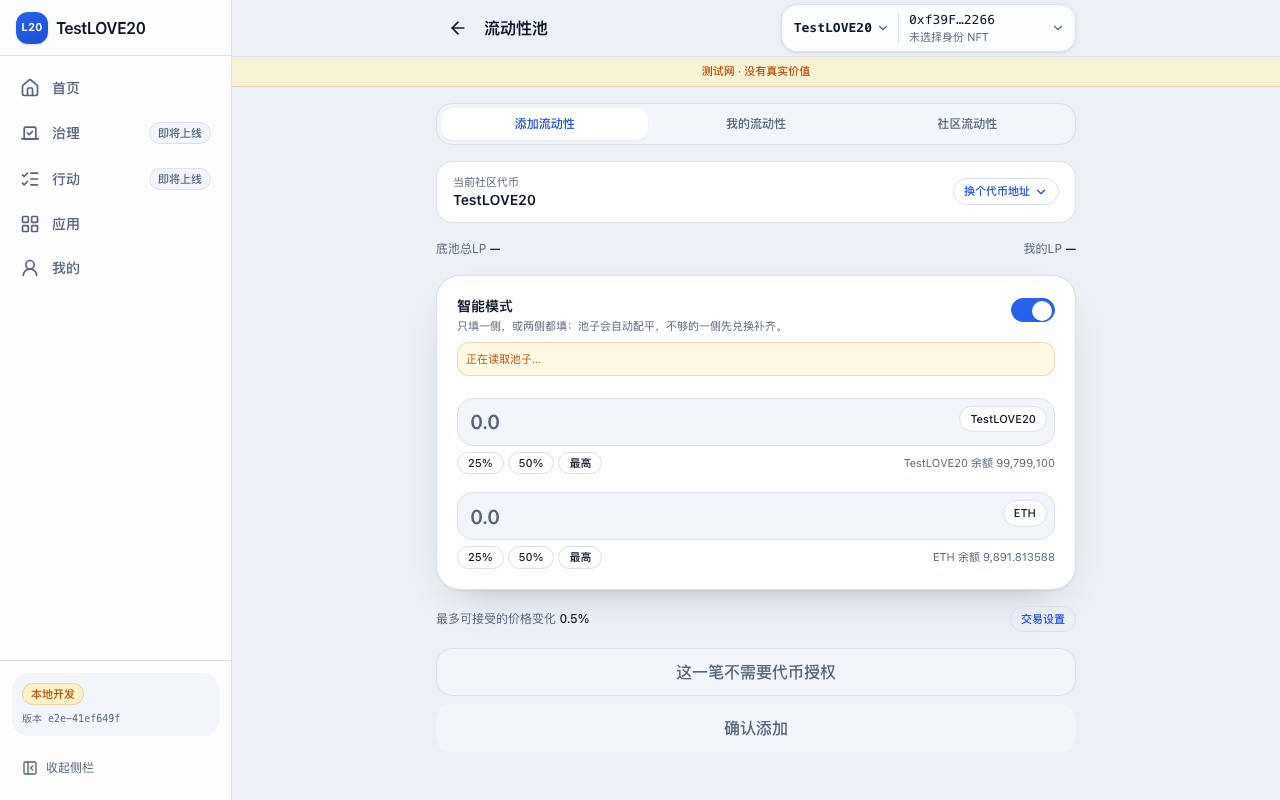 L20 TestLOVE20
首页
治理 即将上线
行动 即将上线
应用
我的
本地开发
版本 e2e-41ef649f
收起侧栏
流动性池
TestLOVE20
0xf39F…2266
未选择身份 NFT
测试网 · 没有真实价值
添加流动性 我的流动性 社区流动性
当前社区代币
TestLOVE20
换个代币地址
底池总LP — 我的LP —
智能模式
只填一侧，或两侧都填：池子会自动配平，不够的一侧先兑换补齐。
正在读取池子…
0.0 TestLOVE20
25% 50% 最高 TestLOVE20 余额 99,799,100
0.0 ETH
25% 50% 最高 ETH 余额 9,891.813588
最多可接受的价格变化 0.5% 交易设置
这一笔不需要代币授权
确认添加